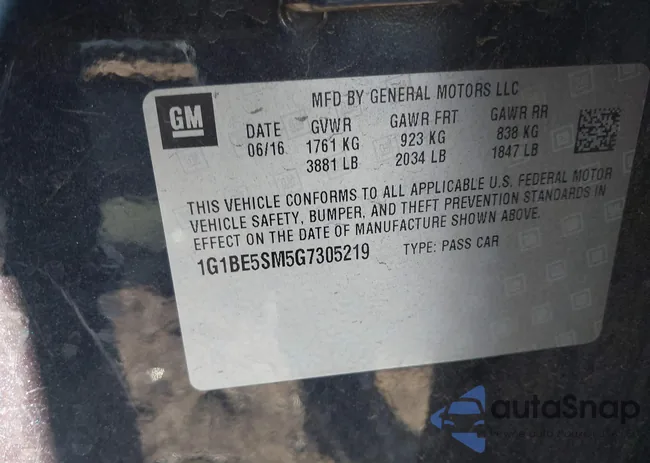 GM
MFD BY GENERAL MOTORS LLC
DATE GVWR GAWR FRT GAWR RR
06/16 1761 KG 923 KG 838 KG
3881 LB 2034 LB 1847 LB
THIS VEHICLE CONFORMS TO ALL APPLICABLE U.S. FEDERAL MOTOR
VEHICLE SAFETY, BUMPER, AND THEFT PREVENTION STANDARDS IN
EFFECT ON THE DATE OF MANUFACTURE SHOWN ABOVE.
1G1BE5SM5G7305219 TYPE: PASS CAR
autoSnap